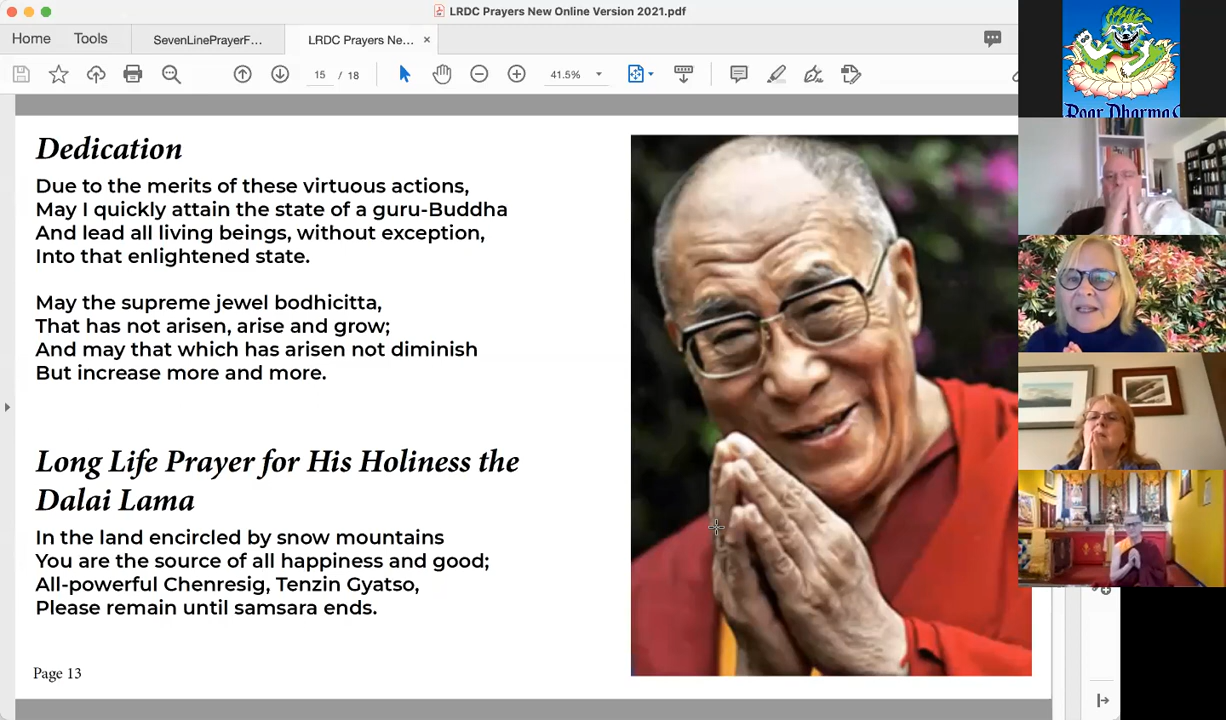 LRDC Prayers New Online Version 2021.pdf
Home Tools SevenLinePrayerF... LRDC Prayers Ne... ×
15 / 18 41.5%
Dedication
Due to the merits of these virtuous actions,
May I quickly attain the state of a guru-Buddha
And lead all living beings, without exception,
Into that enlightened state.
May the supreme jewel bodhicitta,
That has not arisen, arise and grow;
And may that which has arisen not diminish
But increase more and more.
Long Life Prayer for His Holiness the
Dalai Lama
In the land encircled by snow mountains
You are the source of all happiness and good;
All-powerful Chenresig, Tenzin Gyatso,
Please remain until samsara ends.
Page 13
Roar Dharma